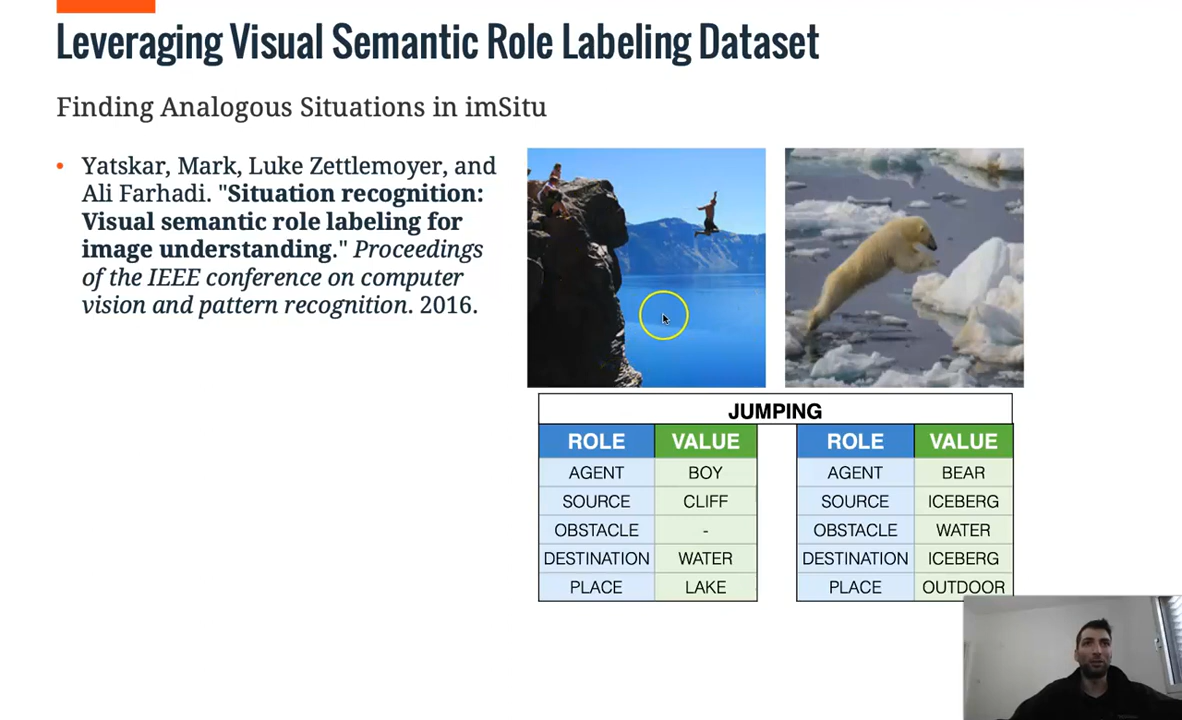 Leveraging Visual Semantic Role Labeling Dataset
Finding Analogous Situations in imSitu
• Yatskar, Mark, Luke Zettlemoyer, and
Ali Farhadi. "Situation recognition:
Visual semantic role labeling for
image understanding." Proceedings
of the IEEE conference on computer
vision and pattern recognition. 2016.
JUMPING
ROLE VALUE ROLE VALUE
AGENT BOY AGENT BEAR
SOURCE CLIFF SOURCE ICEBERG
OBSTACLE - OBSTACLE WATER
DESTINATION WATER DESTINATION ICEBERG
PLACE LAKE PLACE OUTDOOR